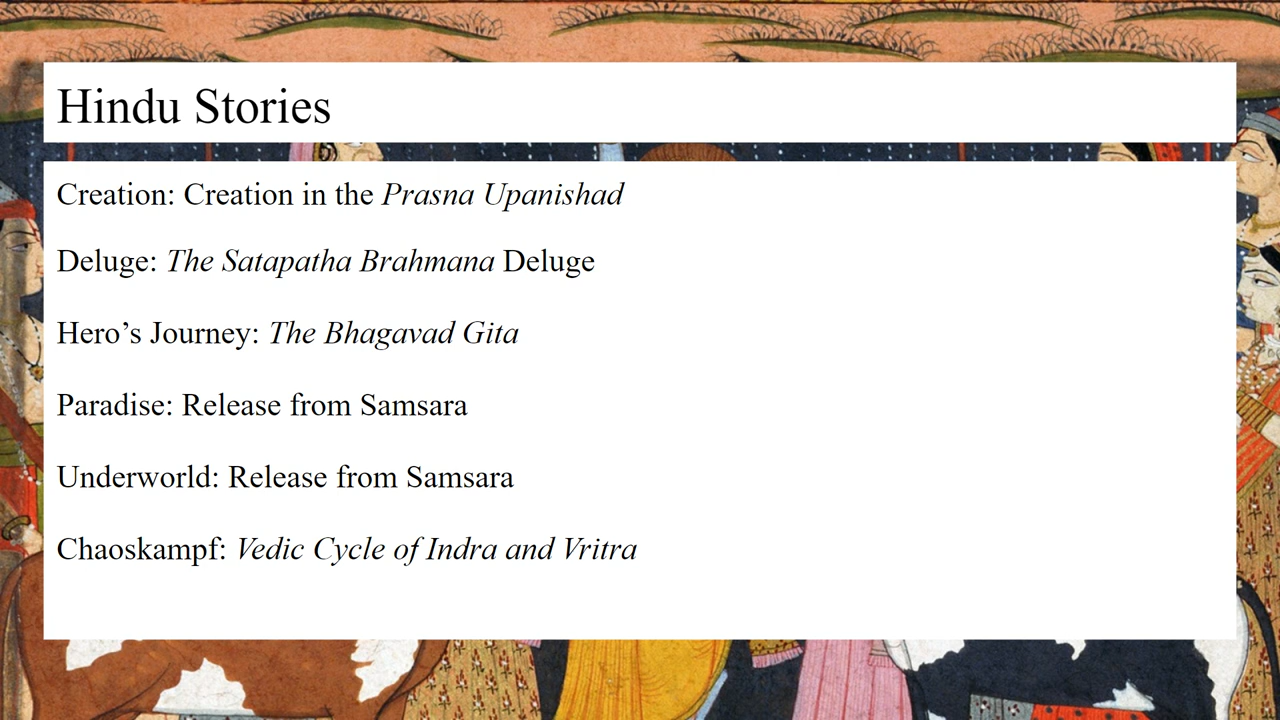 Hindu Stories
Creation: Creation in the Prasna Upanishad
Deluge: The Satapatha Brahmana Deluge
Hero’s Journey: The Bhagavad Gita
Paradise: Release from Samsara
Underworld: Release from Samsara
Chaoskampf: Vedic Cycle of Indra and Vritra